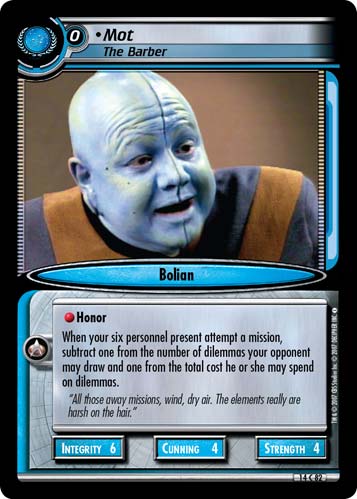 0
•Mot
The Barber
Bolian
Honor
When your six personnel present attempt a mission,
subtract one from the number of dilemmas your opponent
may draw and one from the total cost he or she may spend
on dilemmas.
"All those away missions, wind, dry air. The elements really are
harsh on the hair."
INTEGRITY 6
CUNNING 4
STRENGTH 4
14 C 82